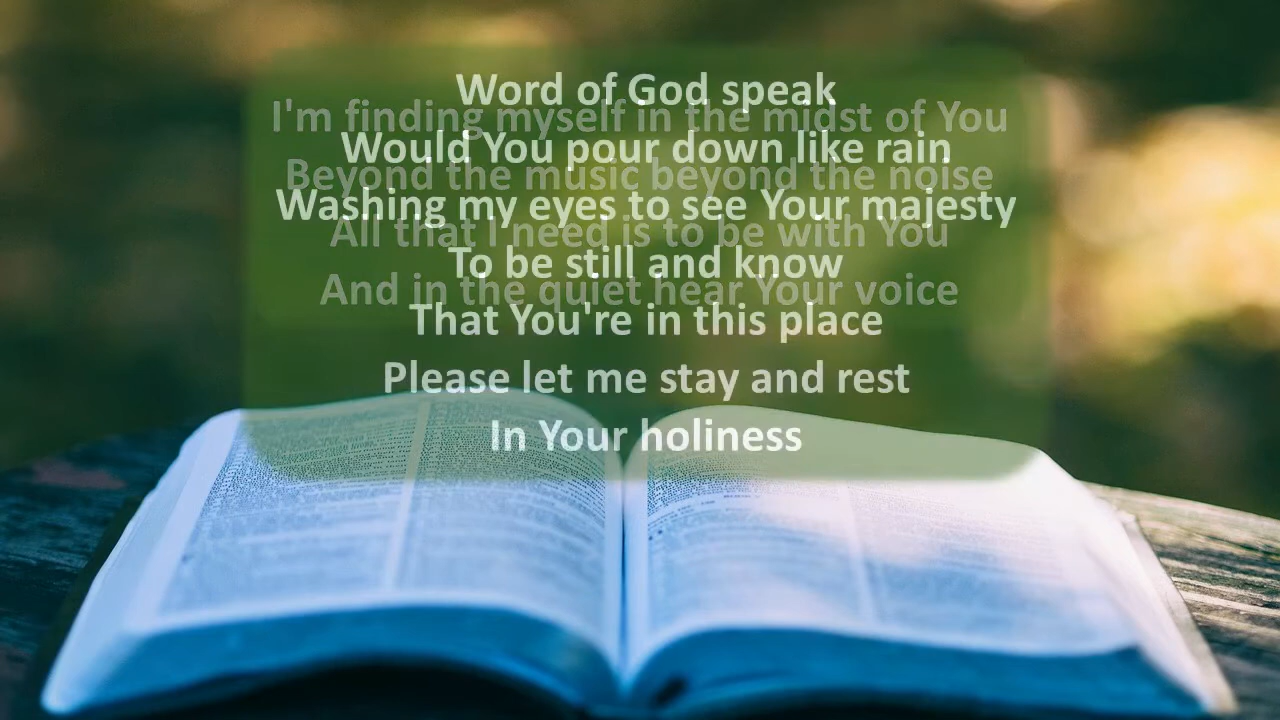 Word of God speak
I'm finding myself in the midst of You
Would You pour down like rain
Beyond the music beyond the noise
Washing my eyes to see Your majesty
All that I need is to be with You
To be still and know
And in the quiet hear Your voice
That You're in this place
Please let me stay and rest
In Your holiness